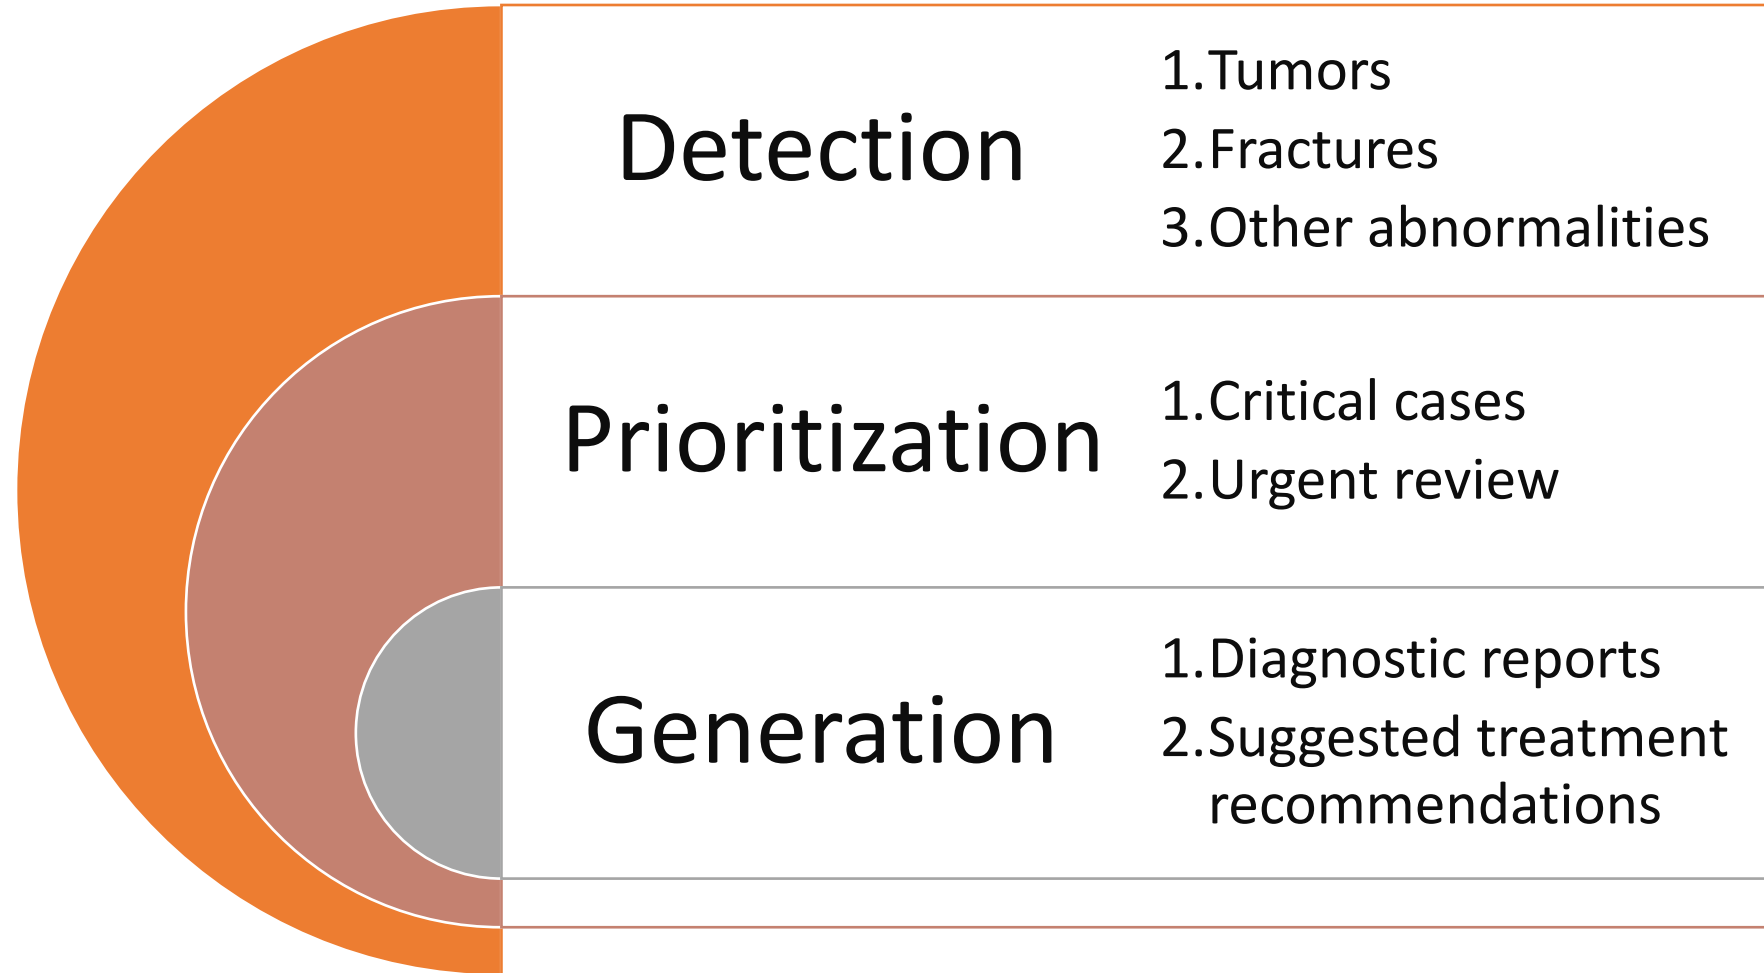 Detection
1.Tumors
2.Fractures
3.Other abnormalities
Prioritization
1.Critical cases
2.Urgent review
Generation
1.Diagnostic reports
2.Suggested treatment
recommendations